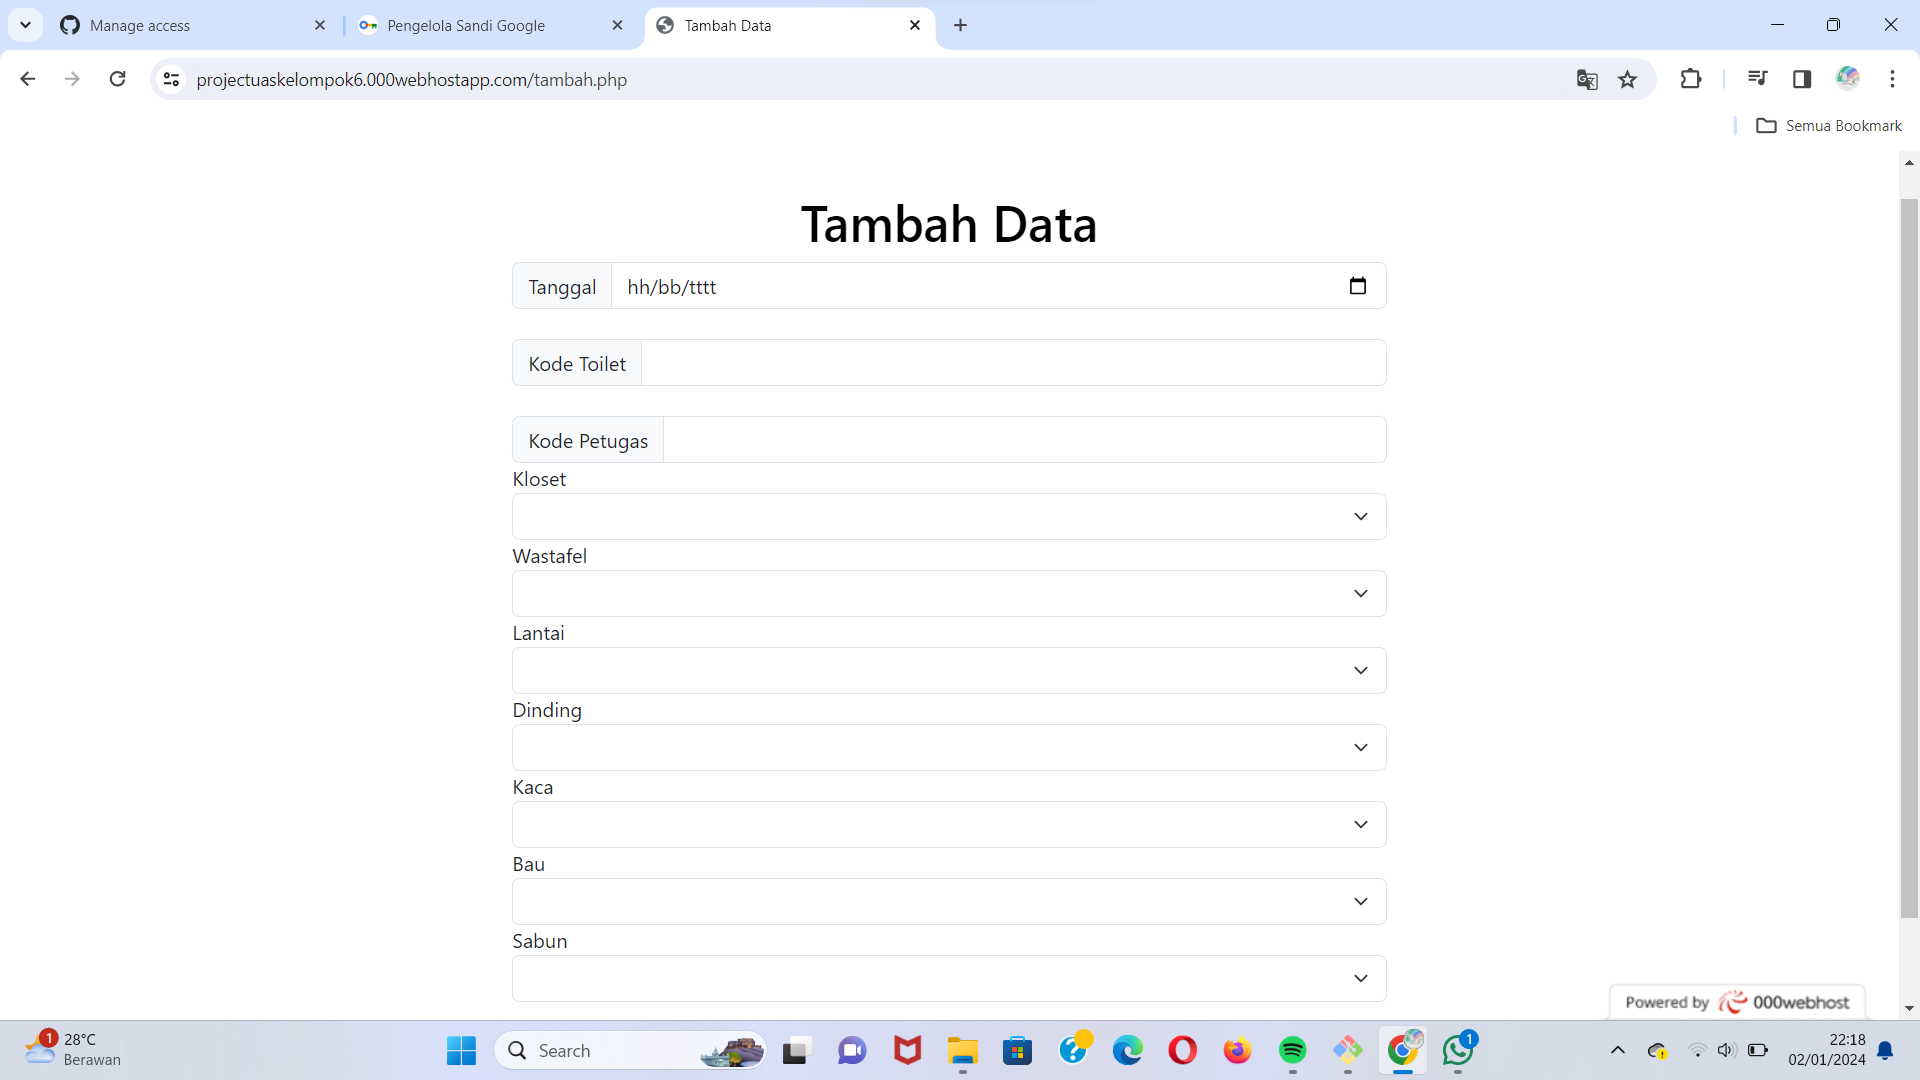 Manage access
Pengelola Sandi Google
Tambah Data
projectuaskelompok6.000webhostapp.com/tambah.php
Semua Bookmark
Tambah Data
Tanggal hh/bb/tttt
Kode Toilet
Kode Petugas
Kloset
Wastafel
Lantai
Dinding
Kaca
Bau
Sabun
Powered by 000webhost
1 28°C
Berawan
Search
1
22:18
02/01/2024